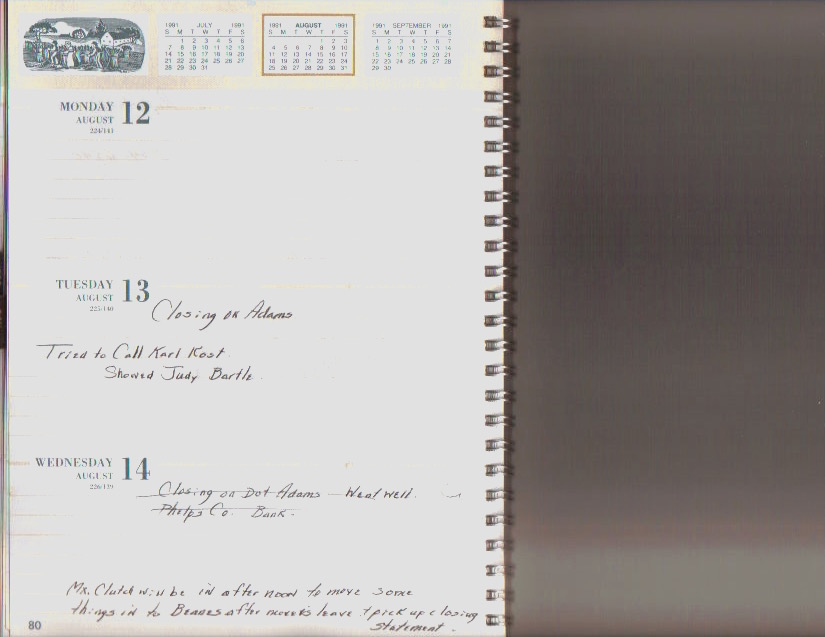 1991 JULY 1991
S M T W T F S
1 2 3 4 5 6
7 8 9 10 11 12 13
14 15 16 17 18 19 20
21 22 23 24 25 26 27
28 29 30 31
1991 AUGUST 1991
S M T W T F S
1 2 3
4 5 6 7 8 9 10
11 12 13 14 15 16 17
18 19 20 21 22 23 24
25 26 27 28 29 30 31
1991 SEPTEMBER 1991
S M T W T F S
1 2 3 4 5 6 7
8 9 10 11 12 13 14
15 16 17 18 19 20 21
22 23 24 25 26 27 28
29 30
MONDAY 12
AUGUST
224/141
TUESDAY 13
AUGUST
225/140
Closing on Adams
Tried to Call Karl Kost
Showed Judy Bartle
WEDNESDAY 14
AUGUST
226/139
Closing on Dot Adams - Went well.
Phelps Co. Bank -
Mr. Clutch will be in after noon to move some
things in to after movers leave + pick up closing
Statement.
80